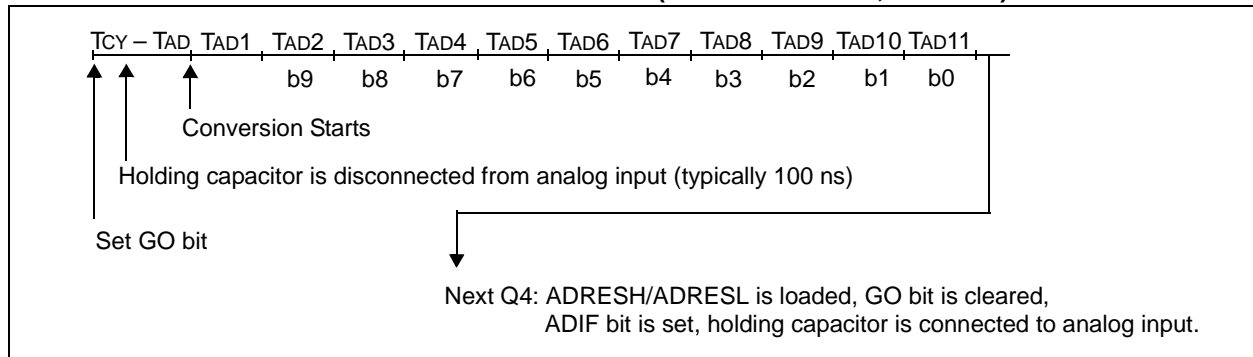 TCY – TAD TAD1 TAD2 TAD3 TAD4 TAD5 TAD6 TAD7 TAD8 TAD9 TAD10 TAD11
b9 b8 b7 b6 b5 b4 b3 b2 b1 b0
Conversion Starts
Holding capacitor is disconnected from analog input (typically 100 ns)
Set GO bit
Next Q4: ADRESH/ADRESL is loaded, GO bit is cleared,
ADIF bit is set, holding capacitor is connected to analog input.